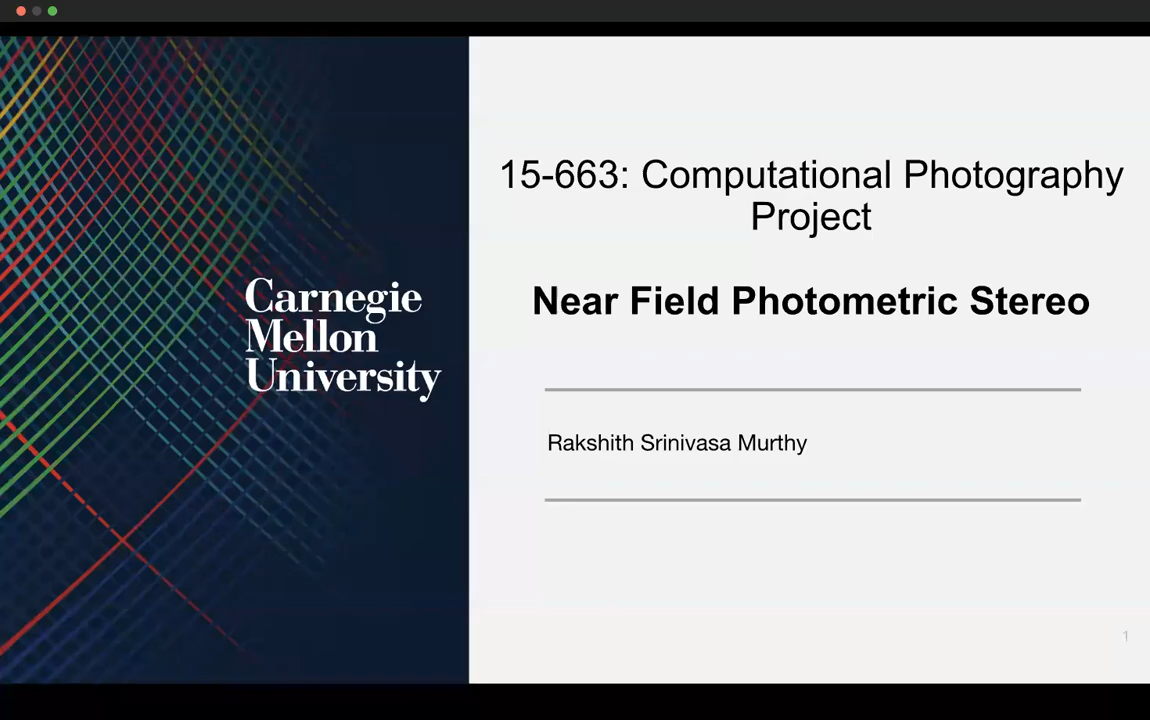 Carnegie
Mellon
University
15-663: Computational Photography
Project
Near Field Photometric Stereo
Rakshith Srinivasa Murthy
1